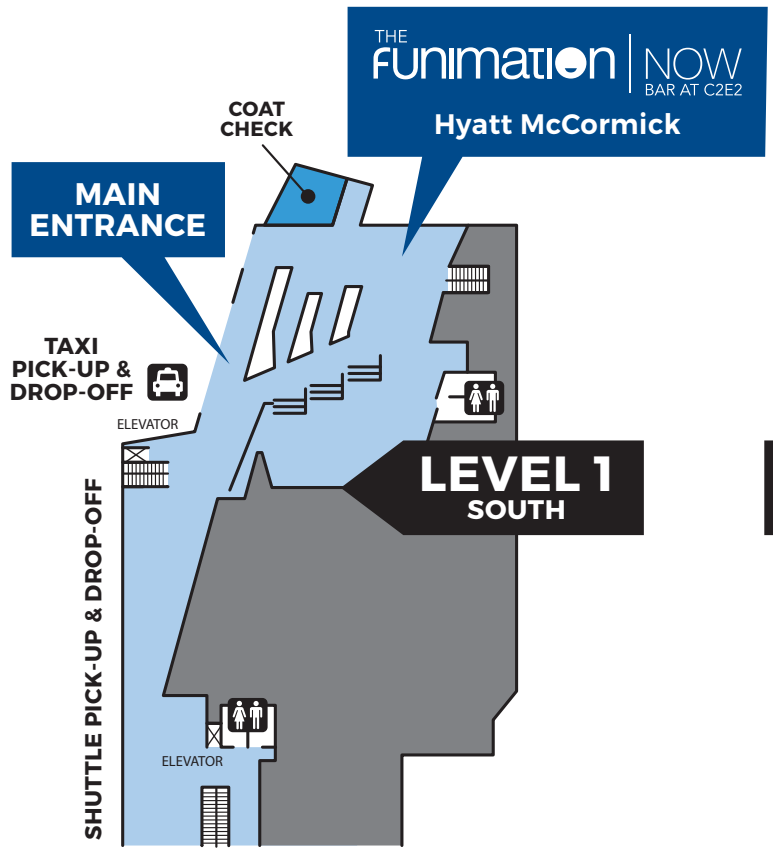 THE
FUNIMATION | NOW
BAR AT C2E2
Hyatt McCormick
COAT
CHECK
MAIN
ENTRANCE
TAXI
PICK-UP &
DROP-OFF
ELEVATOR
LEVEL 1
SOUTH
SHUTTLE PICK-UP & DROP-OFF
ELEVATOR